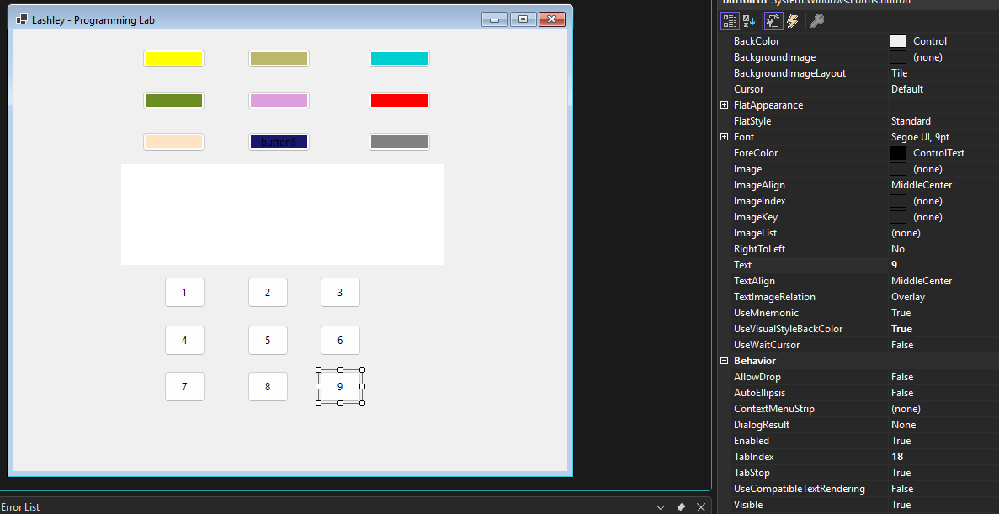 Lashley - Programming Lab
button8
1 2 3
4 5 6
7 8 9
Error List
button18 System.Windows.Forms.Button
BackColor Control
BackgroundImage (none)
BackgroundImageLayout Tile
Cursor Default
FlatAppearance
FlatStyle Standard
Font Segoe UI, 9pt
ForeColor ControlText
Image (none)
ImageAlign MiddleCenter
ImageIndex (none)
ImageKey (none)
ImageList (none)
RightToLeft No
Text 9
TextAlign MiddleCenter
TextImageRelation Overlay
UseMnemonic True
UseVisualStyleBackColor True
UseWaitCursor False
Behavior
AllowDrop False
AutoEllipsis False
ContextMenuStrip (none)
DialogResult None
Enabled True
TabIndex 18
TabStop True
UseCompatibleTextRendering False
Visible True